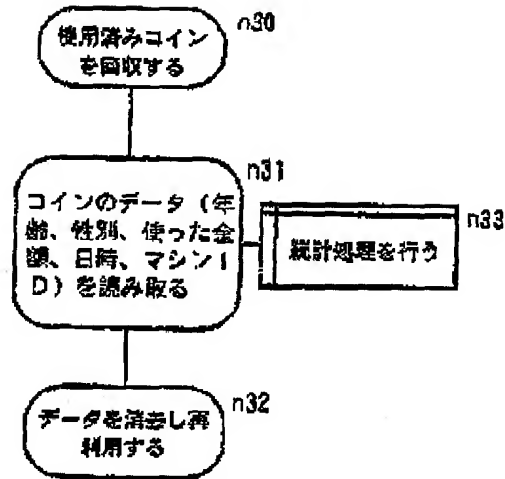 使用済みコイン
を回収する
n30
コインのデータ（年
齢、性別、使った金
額、日時、マシンI
D）を読み取る
n31
統計処理を行う
n33
データを消去し再
利用する
n32